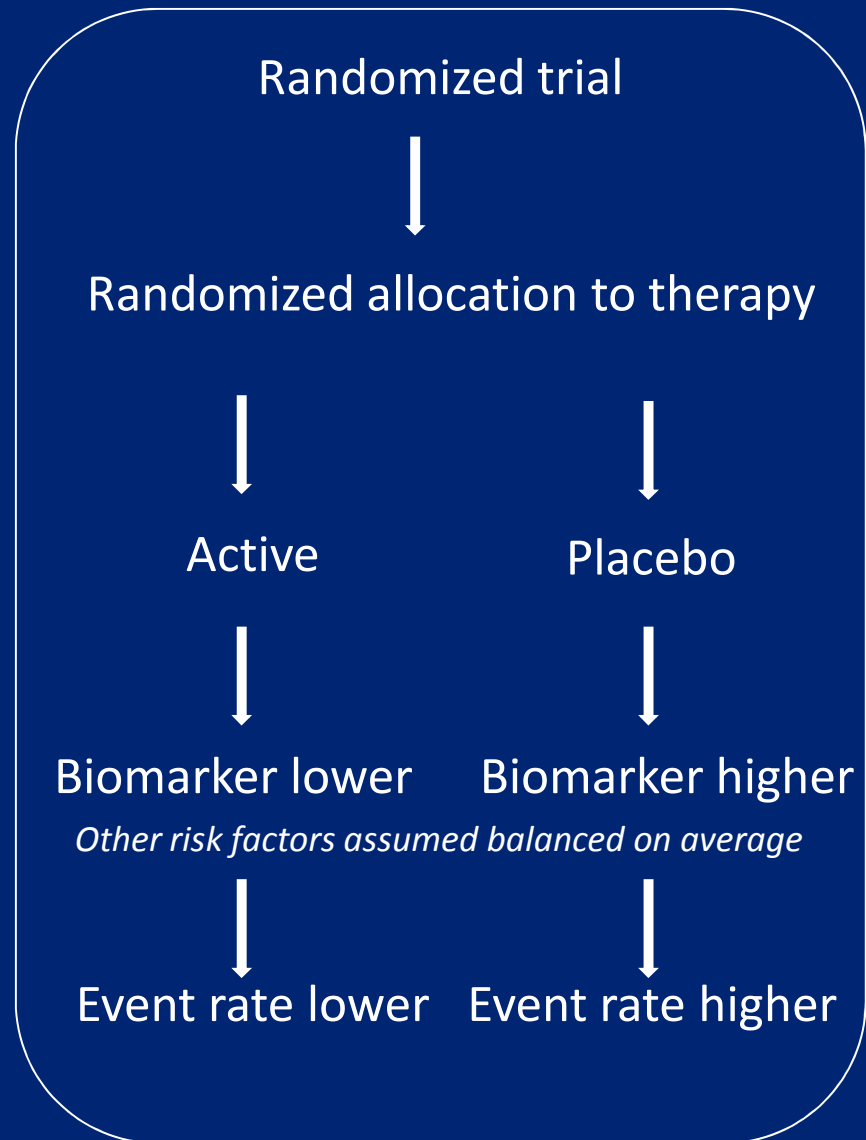 Randomized trial
Randomized allocation to therapy
Active Placebo
Biomarker lower Biomarker higher
Other risk factors assumed balanced on average
Event rate lower Event rate higher